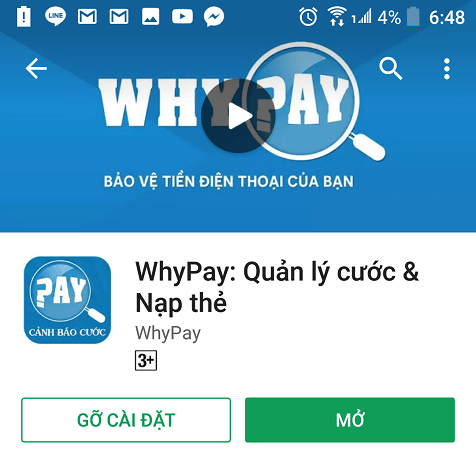 LINE 1 4% 6:48
WHYPAY
BẢO VỆ TIỀN ĐIỆN THOẠI CỦA BẠN
?PAY
CẢNH BÁO CƯỚC
WhyPay: Quản lý cước &
Nạp thẻ
WhyPay
3+
GỠ CÀI ĐẶT
MỞ